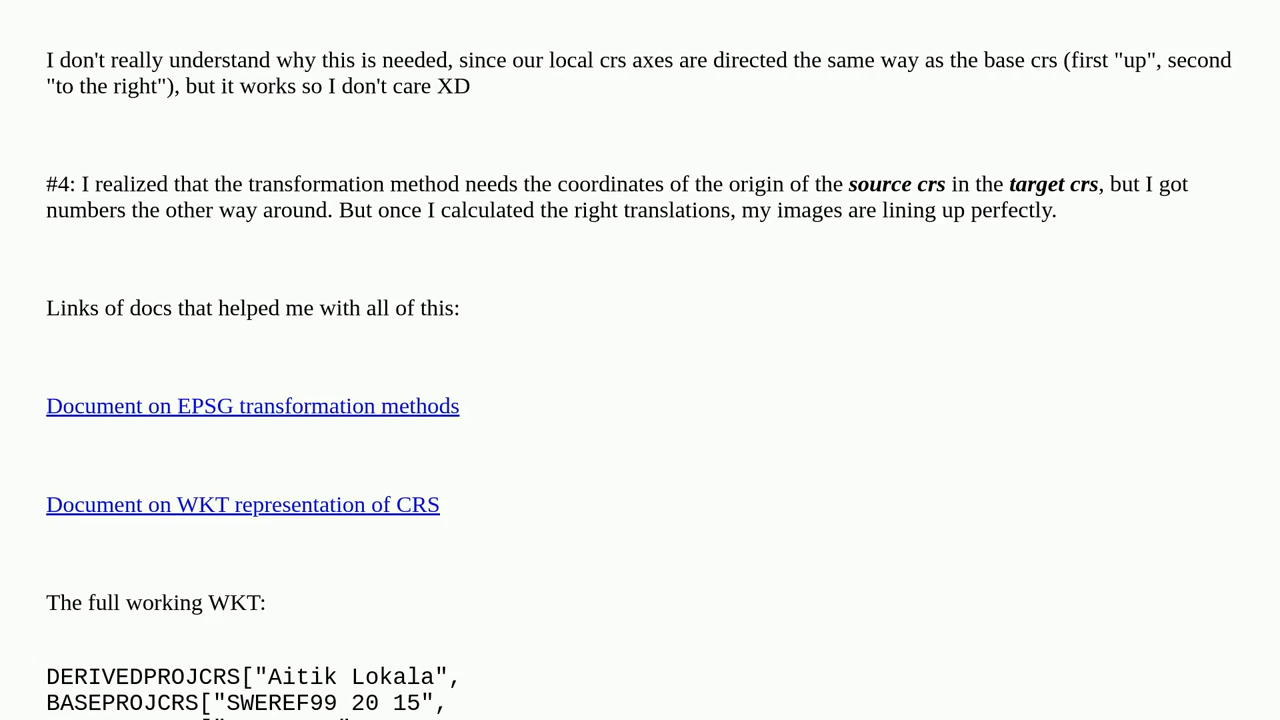 I don't really understand why this is needed, since our local crs axes are directed the same way as the base crs (first "up", second
"to the right"), but it works so I don't care XD
#4: I realized that the transformation method needs the coordinates of the origin of the source crs in the target crs, but I got
numbers the other way around. But once I calculated the right translations, my images are lining up perfectly.
Links of docs that helped me with all of this:
Document on EPSG transformation methods
Document on WKT representation of CRS
The full working WKT:
DERIVEDPROJCRS["Aitik Lokala",
BASEPROJCRS["SWEREF99 20 15",